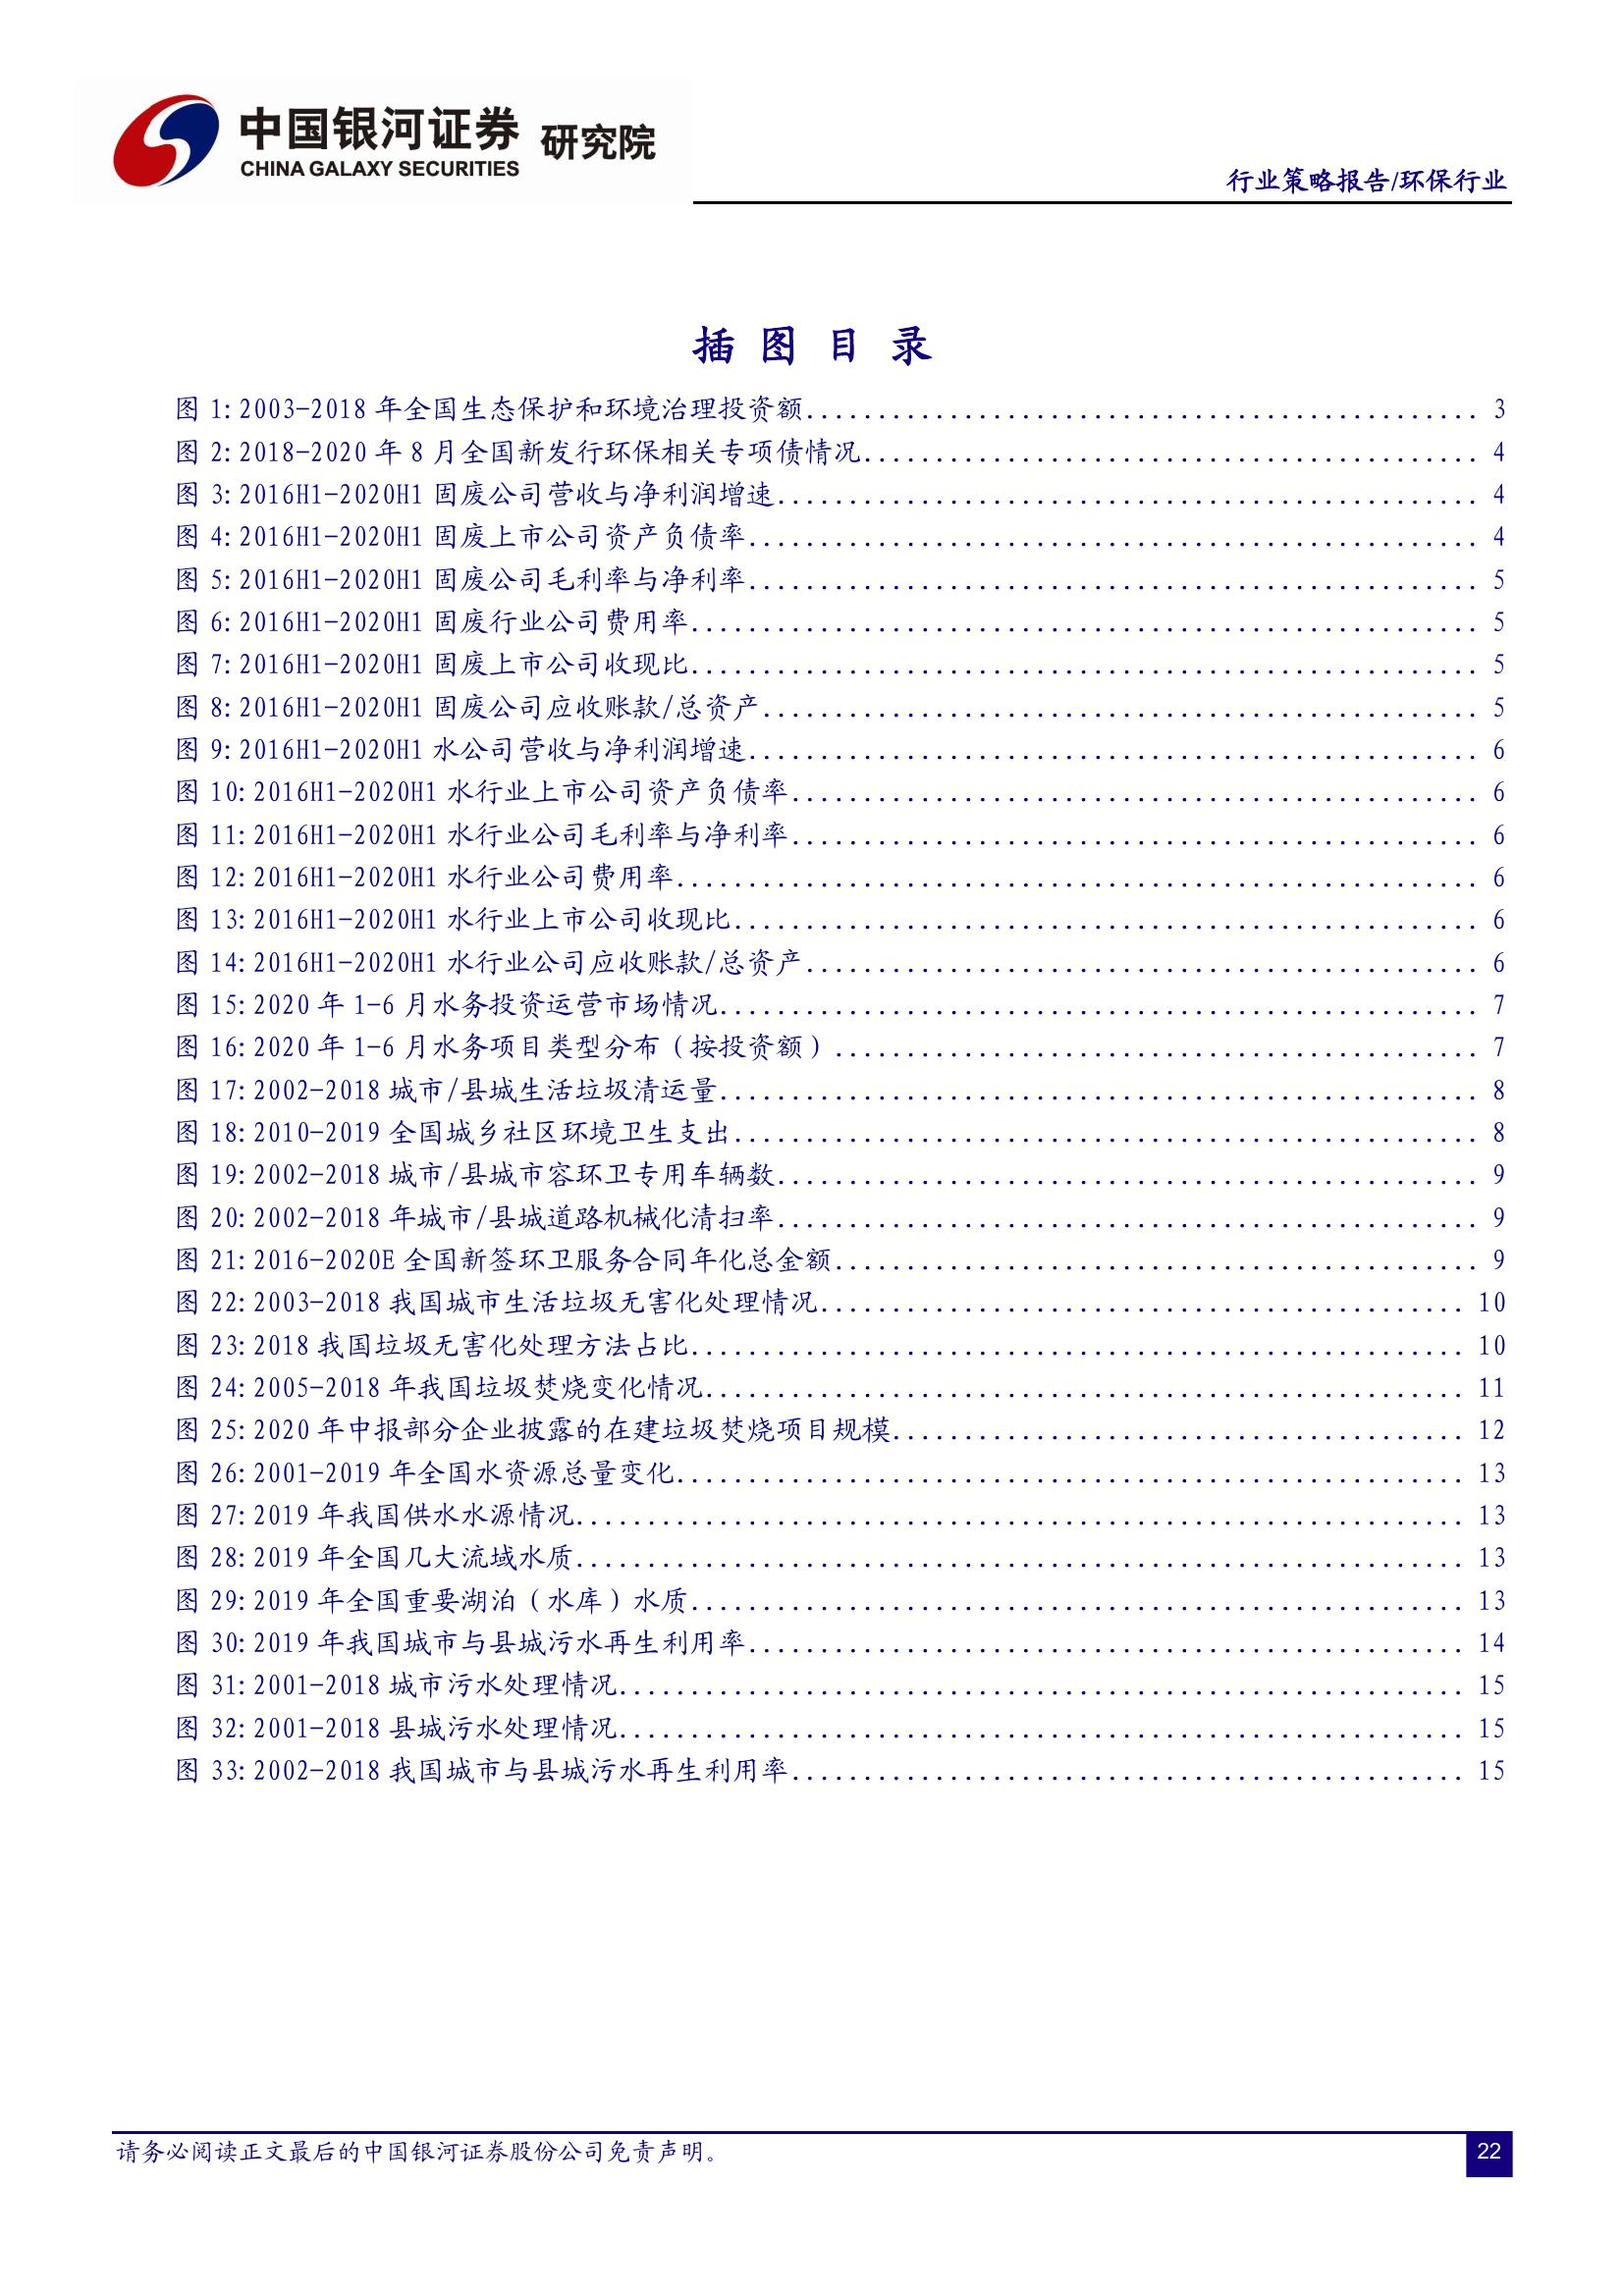 中国银河证券 研究院
CHINA GALAXY SECURITIES
行业策略报告/环保行业
插 图 目 录
图 1: 2003-2018 年全国生态保护和环境治理投资额 3
图 2: 2018-2020 年 8 月全国新发行环保相关专项债情况 4
图 3: 2016H1-2020H1 固废公司营收与净利润增速 4
图 4: 2016H1-2020H1 固废上市公司资产负债率 4
图 5: 2016H1-2020H1 固废公司毛利率与净利率 5
图 6: 2016H1-2020H1 固废行业公司费用率 5
图 7: 2016H1-2020H1 固废上市公司收现比 5
图 8: 2016H1-2020H1 固废公司应收账款/总资产 5
图 9: 2016H1-2020H1 水公司营收与净利润增速 6
图 10: 2016H1-2020H1 水行业上市公司资产负债率 6
图 11: 2016H1-2020H1 水行业公司毛利率与净利率 6
图 12: 2016H1-2020H1 水行业公司费用率 6
图 13: 2016H1-2020H1 水行业上市公司收现比 6
图 14: 2016H1-2020H1 水行业公司应收账款/总资产 6
图 15: 2020 年 1-6 月水务投资运营市场情况 7
图 16: 2020 年 1-6 月水务项目类型分布（按投资额） 7
图 17: 2002-2018 城市/县城生活垃圾清运量 8
图 18: 2010-2019 全国城乡社区环境卫生支出 8
图 19: 2002-2018 城市/县城市容环卫专用车辆数 9
图 20: 2002-2018 年城市/县城道路机械化清扫率 9
图 21: 2016-2020E 全国新签环卫服务合同年化总金额 9
图 22: 2003-2018 我国城市生活垃圾无害化处理情况 10
图 23: 2018 我国垃圾无害化处理方法占比 10
图 24: 2005-2018 年我国垃圾焚烧变化情况 11
图 25: 2020 年中报部分企业披露的在建垃圾焚烧项目规模 12
图 26: 2001-2019 年全国水资源总量变化 13
图 27: 2019 年我国供水水源情况 13
图 28: 2019 年全国几大流域水质 13
图 29: 2019 年全国重要湖泊（水库）水质 13
图 30: 2019 年我国城市与县城污水再生利用率 14
图 31: 2001-2018 城市污水处理情况 15
图 32: 2001-2018 县城污水处理情况 15
图 33: 2002-2018 我国城市与县城污水再生利用率 15
请务必阅读正文最后的中国银河证券股份公司免责声明。
22